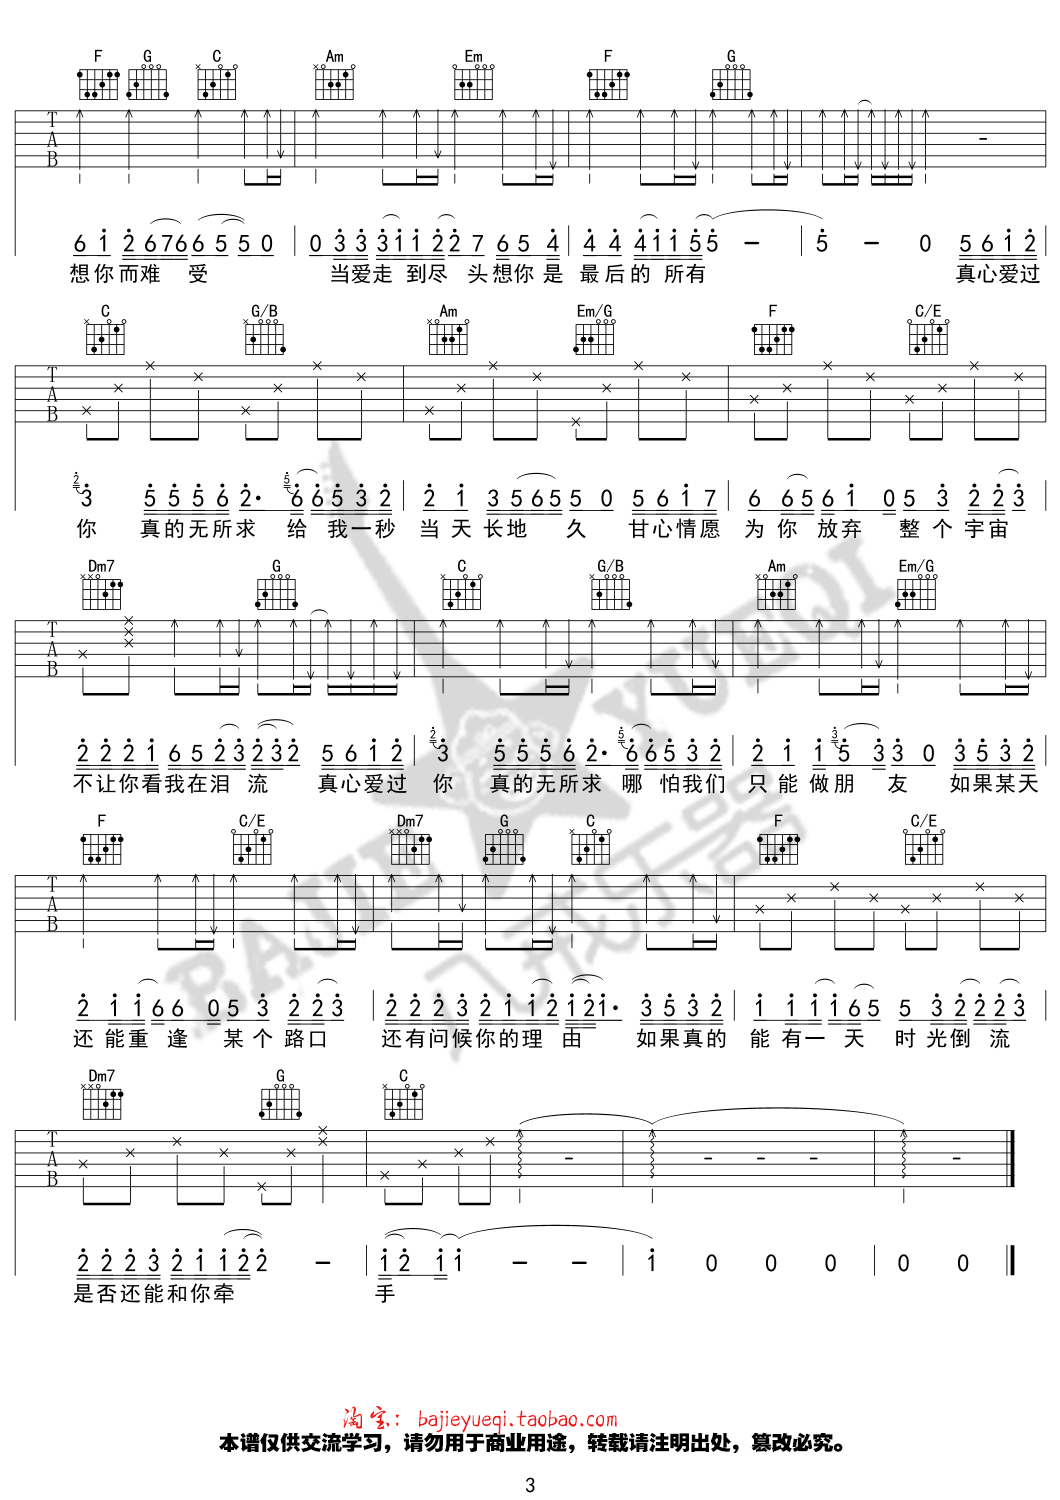 F G C Am Em F G
T A B
6 1 2 6 7 6 6 5 5 0 0 3 3 3 1 1 2 2 7 6 5 4 4 4 4 1 1 5 5 — 5 — 0 5 6 1 2
想你而难 受 当爱走 到尽 头想你是 最后的 所有 真心爱过
C G/B Am Em/G F C/E
T A B
2 3 5 5 5 6 2· 5 6 6 5 3 2 2 1 3 5 6 5 5 0 5 6 1 7 6 6 5 6 1 0 5 3 2 2 3
你 真的无所求 给 我一秒 当天长地 久 甘心情愿 为你 放弃 整个宇宙
Dm7 G C G/B Am Em/G
T A B
2 2 2 1 6 5 2 3 2 3 2 5 6 1 2 2 3 5 5 5 6 2· 5 6 6 5 3 2 2 1 1 3 5 3 3 0 3 5 3 2
不让你看我在泪 流 真心爱过 你 真的无所求 哪 怕我们 只能做朋 友 如果某天
F C/E Dm7 G C F C/E
T A B
2 1 1 6 6 0 5 3 2 2 3 2 2 2 3 2 1 1 2 1 2 1· 3 5 3 2 1 1 1 1 6 5 5 3 2 2 2 3
还能重 逢 某个路口 还有问候你的理 由 如果真的 能有一 天 时光倒 流
Dm7 G C
T A B
2 2 2 3 2 1 1 2 2 — 1 2 1 1 — — 1 0 0 0 0 0
是否还能和你牵 手
淘宝：bajieyueqi.taobao.com
本谱仅供交流学习，请勿用于商业用途，转载请注明出处，篡改必究。
3
BAJIE YUEQI
八戒乐器